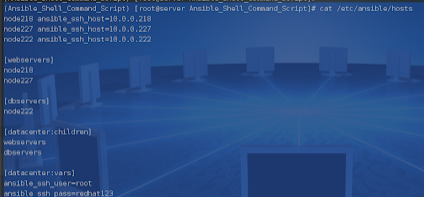 [Ansible_Shell_Command_Script] [root@server Ansible_Shell_Command_Script]# cat /etc/ansible/hosts
node218 ansible_ssh_host=10.0.0.218
node227 ansible_ssh_host=10.0.0.227
node222 ansible_ssh_host=10.0.0.222
[webservers]
node218
node227
[dbservers]
node222
[datacenter:children]
webservers
dbservers
[datacenter:vars]
ansible_ssh_user=root
ansible_ssh_pass=redhat123